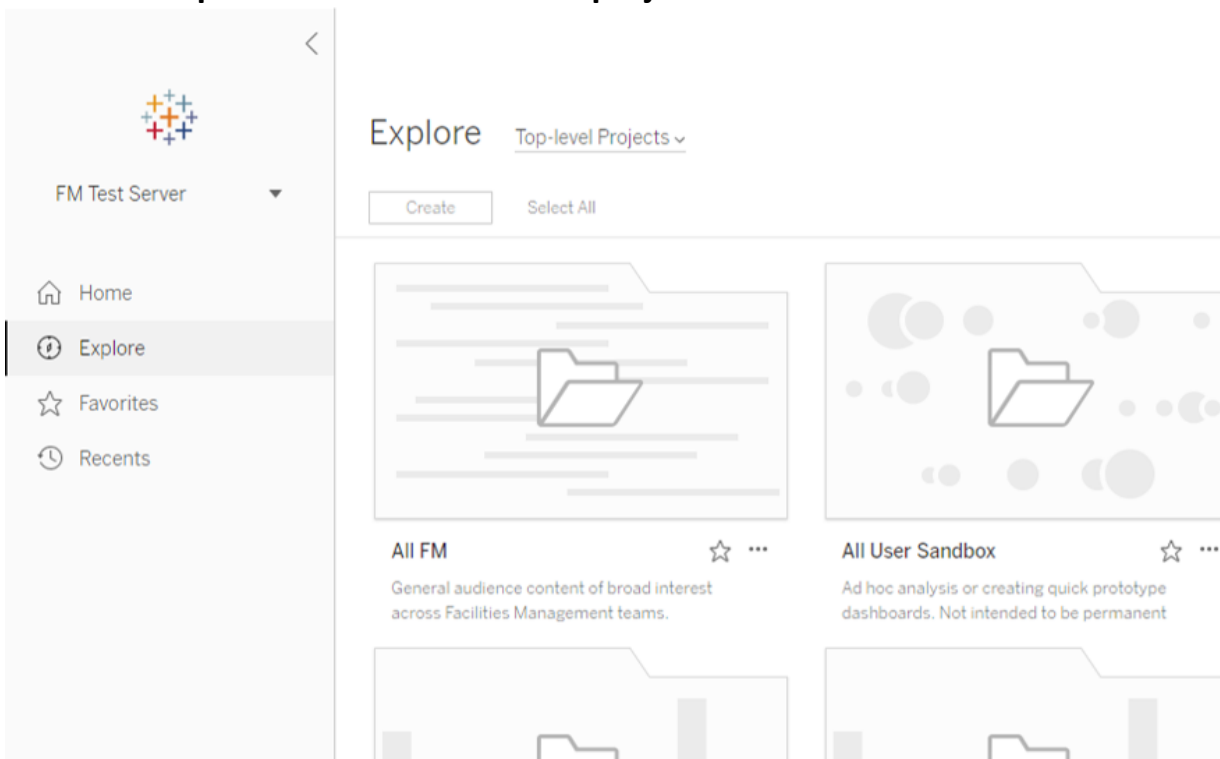 FM Test Server
Home
Explore
Favorites
Recents
Explore Top-level Projects
Create Select All
All FM
General audience content of broad interest
across Facilities Management teams.
All User Sandbox
Ad hoc analysis or creating quick prototype
dashboards. Not intended to be permanent